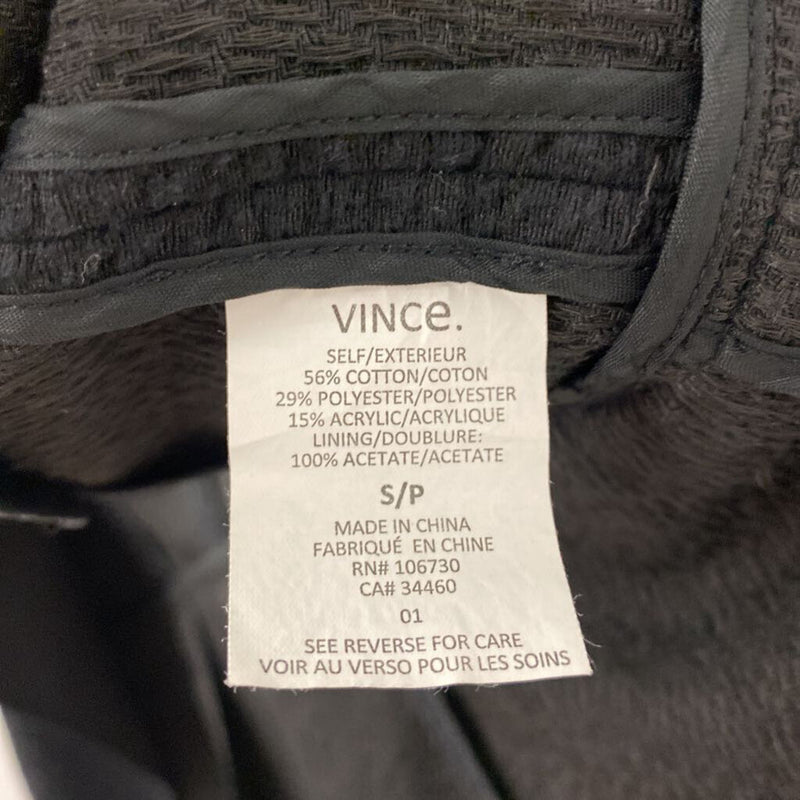 VINCe.
SELF/EXTERIEUR
56% COTTON/COTON
29% POLYESTER/POLYESTER
15% ACRYLIC/ACRYLIQUE
LINING/DOUBLURE:
100% ACETATE/ACETATE
S/P
MADE IN CHINA
FABRIQUÉ EN CHINE
RN# 106730
CA# 34460
01
SEE REVERSE FOR CARE
VOIR AU VERSO POUR LES SOINS